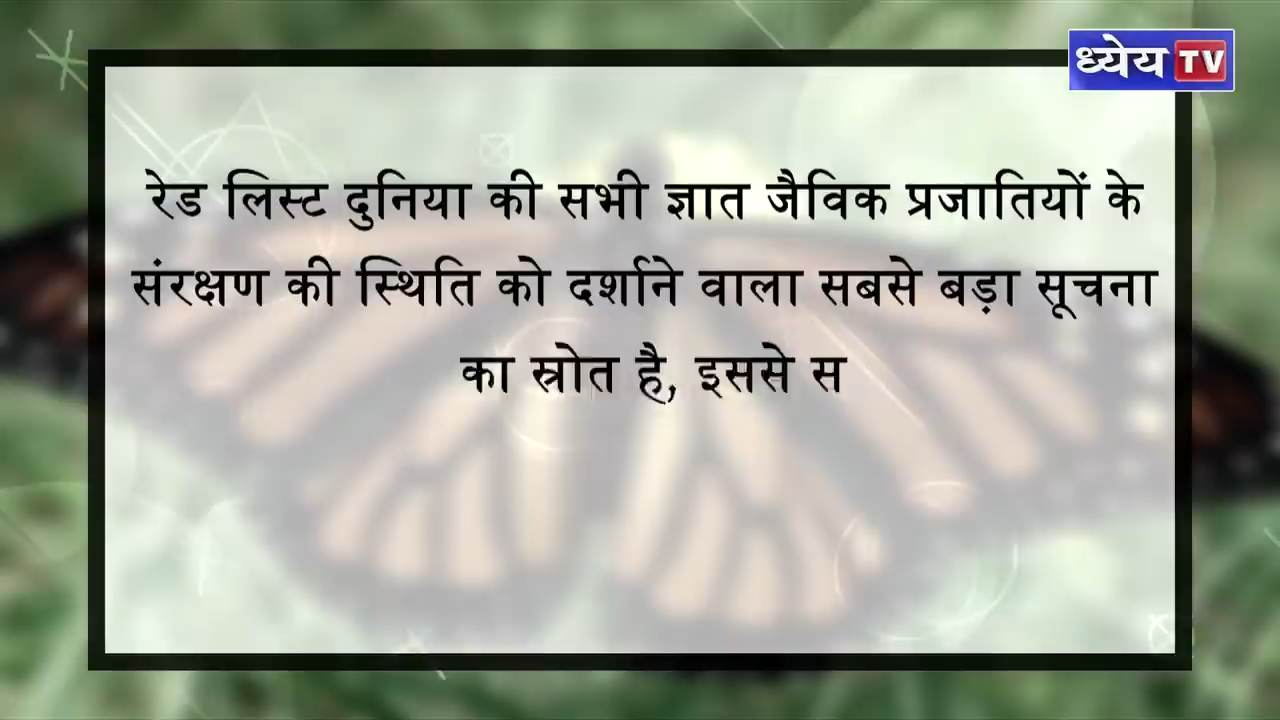 ध्येय TV
रेड लिस्ट दुनिया की सभी ज्ञात जैविक प्रजातियों के
संरक्षण की स्थिति को दर्शाने वाला सबसे बड़ा सूचना
का स्रोत है, इससे स